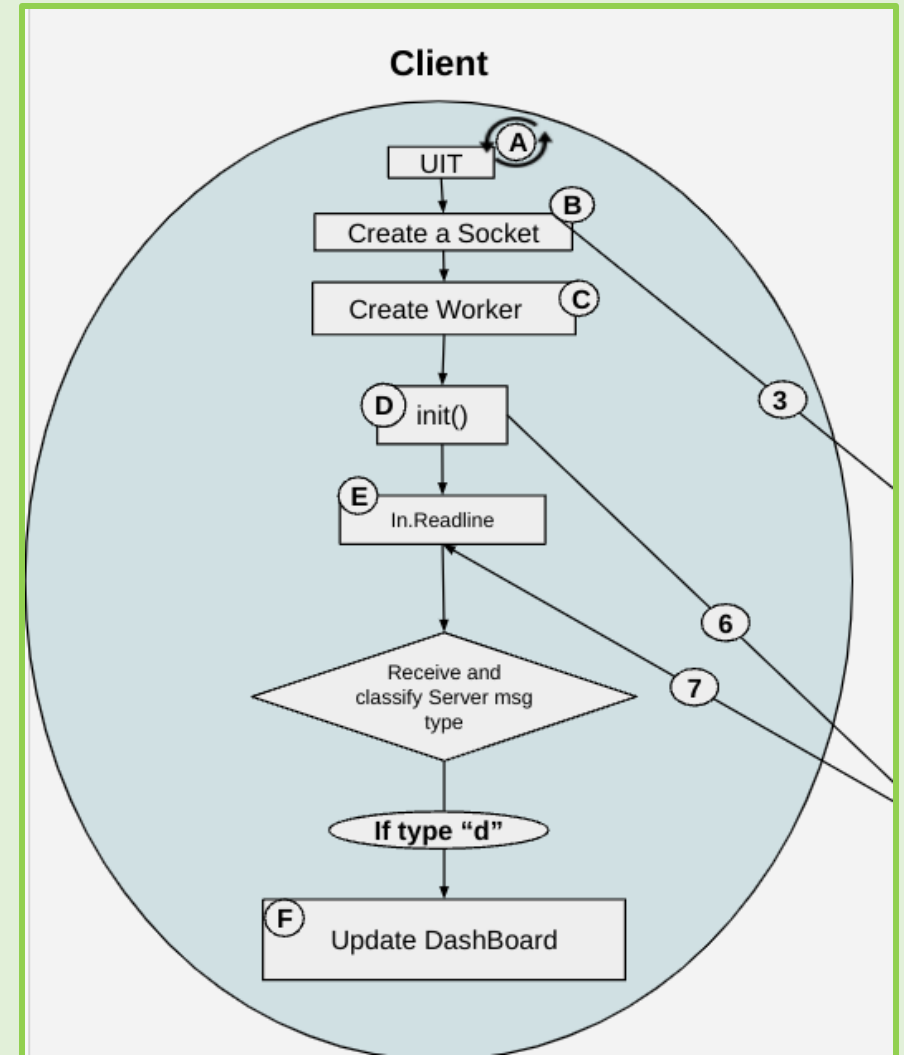 Client
A
UIT
B
Create a Socket
C
Create Worker
3
D
init()
E
In.Readline
6
7
Receive and
classify Server msg
type
If type “d”
F
Update DashBoard